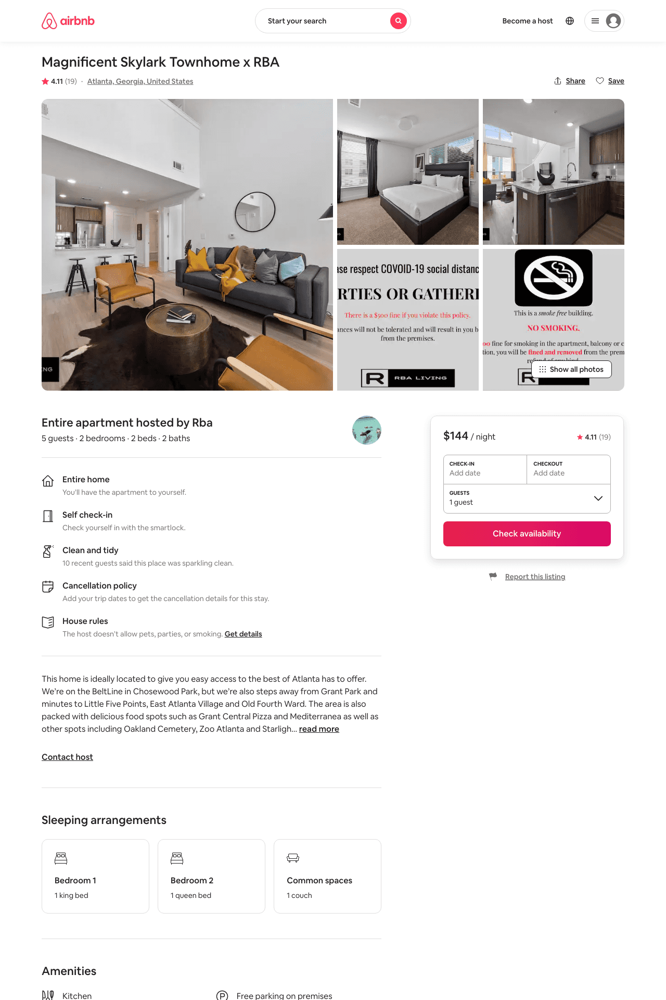 airbnb
Start your search
Become a host
Magnificent Skylark Townhome x RBA
4.11 (19) · Atlanta, Georgia, United States
Share
Save
NG
ase respect COVOID-19 social distanc
RTIES OR GATHERI
There is a $500 fine if you violate this policy.
ances will not be tolerated and will result in you b
from the premises.
R RBA LIVING
This is a smoke free building.
NO SMOKING.
00 fine for smoking in the apartment, balcony or c
tion, you will be fined and removed from the prem
Show all photos
Entire apartment hosted by Rba
5 guests · 2 bedrooms · 2 beds · 2 baths
Entire home
You’ll have the apartment to yourself.
Self check-in
Check yourself in with the smartlock.
Clean and tidy
10 recent guests said this place was sparkling clean.
Cancellation policy
Add your trip dates to get the cancellation details for this stay.
House rules
The host doesn’t allow pets, parties, or smoking. Get details
$144 / night
4.11 (19)
CHECK-IN
Add date
CHECKOUT
Add date
GUESTS
1 guest
Check availability
Report this listing
This home is ideally located to give you easy access to the best of Atlanta has to offer.
We’re on the BeltLine in Chosewood Park, but we’re also steps away from Grant Park and
minutes to Little Five Points, East Atlanta Village and Old Fourth Ward. The area is also
packed with delicious food spots such as Grant Central Pizza and Mediterranea as well as
other spots including Oakland Cemetery, Zoo Atlanta and Starligh... read more
Contact host
Sleeping arrangements
Bedroom 1
1 king bed
Bedroom 2
1 queen bed
Common spaces
1 couch
Amenities
Kitchen
Free parking on premises